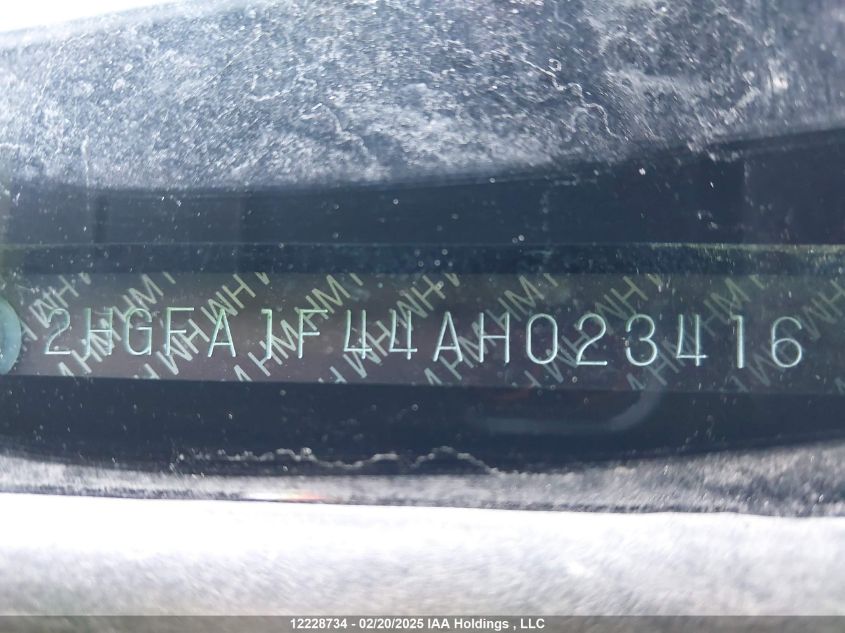 2HGFA1F44AH023416
12228734 - 02/20/2025 IAA Holdings , LLC